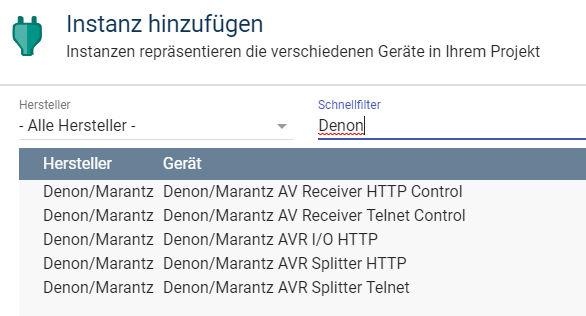 Instanz hinzufügen
Instanzen repräsentieren die verschiedenen Geräte in Ihrem Projekt
Hersteller Schnellfilter
- Alle Hersteller - Denon
Hersteller Gerät
Denon/Marantz Denon/Marantz AV Receiver HTTP Control
Denon/Marantz Denon/Marantz AV Receiver Telnet Control
Denon/Marantz Denon/Marantz AVR I/O HTTP
Denon/Marantz Denon/Marantz AVR Splitter HTTP
Denon/Marantz Denon/Marantz AVR Splitter Telnet